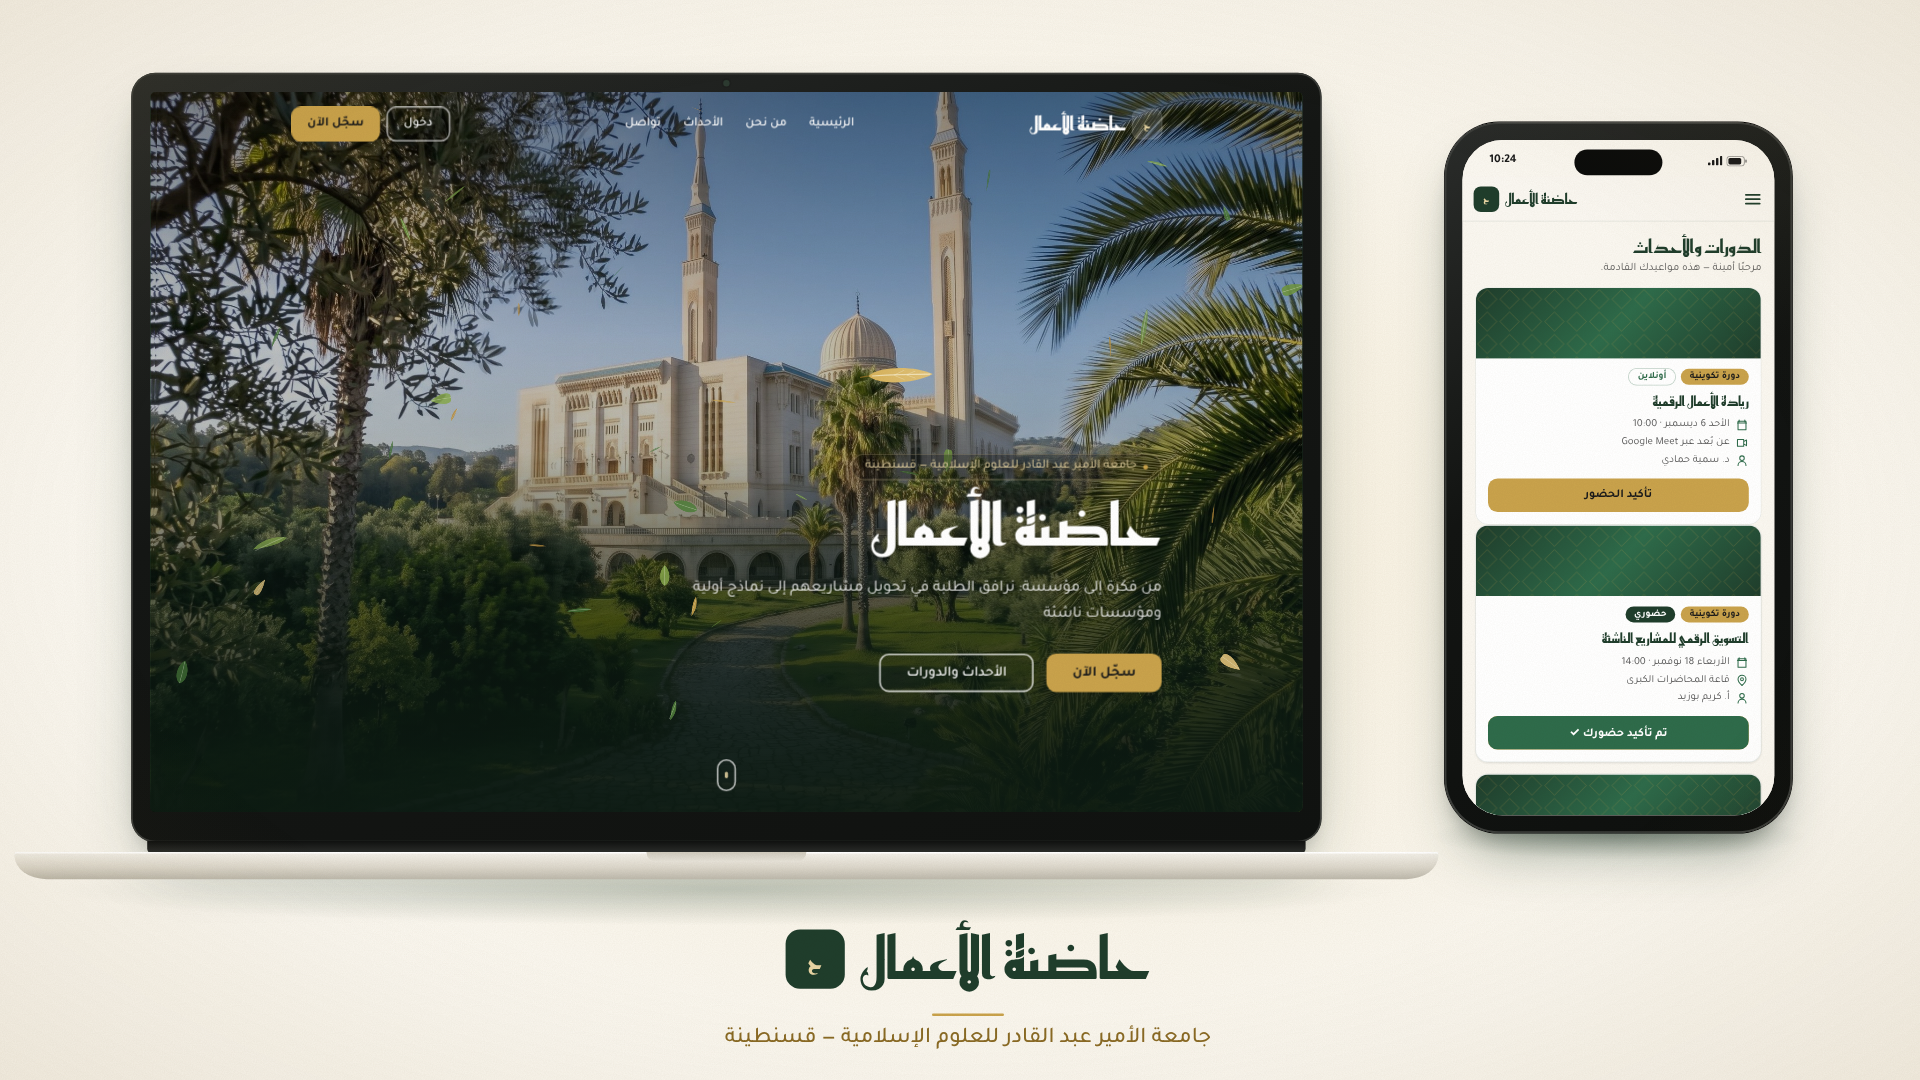 حاضنة الأعمال
الرئيسية
من نحن
الأحداث
تواصل
دخول
سجّل الآن
جامعة الأمير عبد القادر للعلوم الإسلامية – قسنطينة
حاضنة الأعمال
من فكرة إلى مؤسسة: نرافق الطلبة في تحويل مشاريعهم إلى نماذج أولية
ومؤسسات ناشئة
سجّل الآن
الأحداث والدورات
10:24
ح
حاضنة الأعمال
الدورات والأحداث
مرحبًا أمينة – هذه مواعيدك القادمة.
دورة تكوينية
أونلاين
ريادة الأعمال الرقمية
الأحد 6 ديسمبر · 10:00
عن بُعد عبر Google Meet
د. سمية حمادي
تأكيد الحضور
دورة تكوينية
حضوري
التسويق الرقمي للمشاريع الناشئة
الأربعاء 18 نوفمبر · 14:00
قاعة المحاضرات الكبرى
أ. كريم بوزيد
تم تأكيد حضورك ✓
حاضنة الأعمال
ح
جامعة الأمير عبد القادر للعلوم الإسلامية – قسنطينة